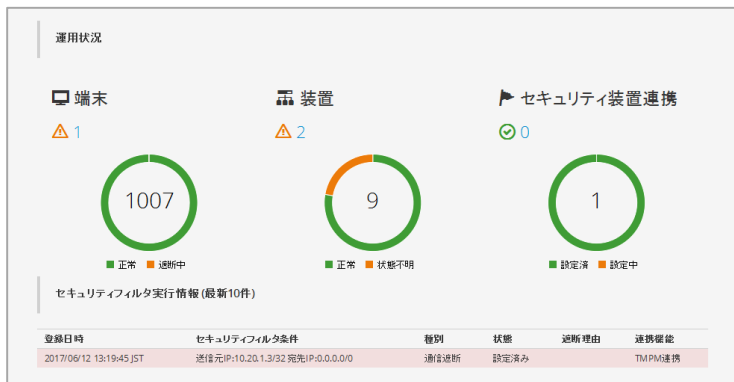 運用状況
端末 装置 セキュリティ装置連携
1 2 0
1007 9 1
正常 遮断中 正常 状態不明 設定済 設定中
セキュリティフィルタ実行情報(最新10件)
登録日時 セキュリティフィルタ条件 種別 状態 遮断理由 連携機能
2017/06/12 13:19:45 JST 送信元IP:10.20.1.3/32 宛先IP:0.0.0.0/0 通信遮断 設定済み TMPM連携